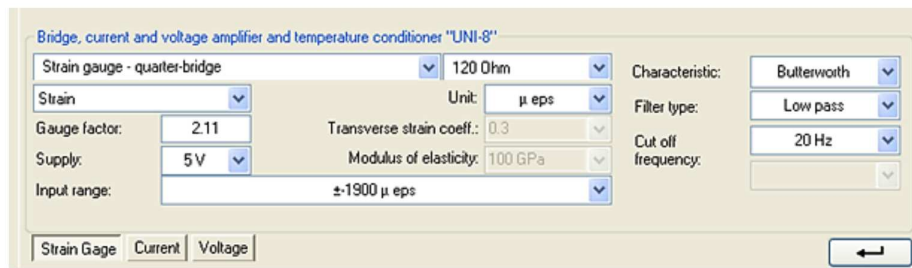 Bridge, current and voltage amplifier and temperature conditioner "UNI-8"
Strain gauge - quarter-bridge 120 Ohm
Strain Unit: µ eps
Gauge factor: 2.11 Transverse strain coeff.: 0.3
Supply: 5 V Modulus of elasticity: 100 GPa
Input range: ±-1900 µ eps
Characteristic: Butterworth
Filter type: Low pass
Cut off
frequency: 20 Hz
Strain Gage Current Voltage